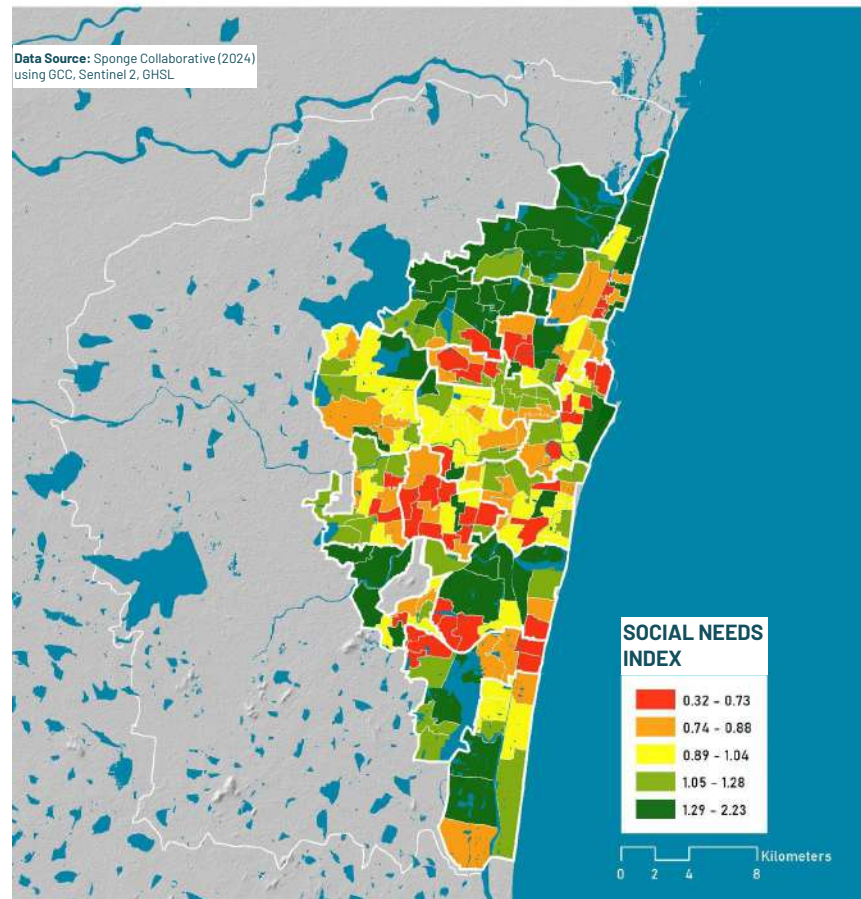 Data Source: Sponge Collaborative (2024)
using GCC, Sentinel 2, GHSL
SOCIAL NEEDS
INDEX
0.32 - 0.73
0.74 - 0.88
0.89 - 1.04
1.05 - 1.28
1.29 - 2.23
Kilometers
0 2 4 8